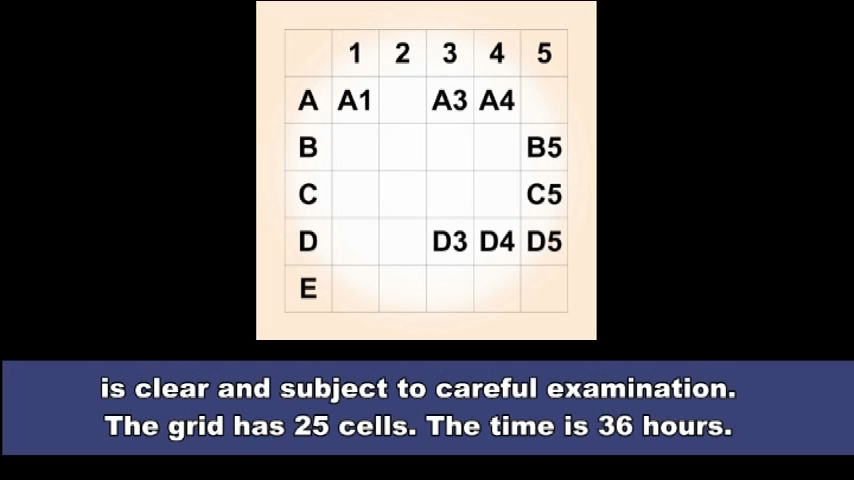 1 2 3 4 5
A A1 A3 A4
B B5
C C5
D D3 D4 D5
E
is clear and subject to careful examination.
The grid has 25 cells. The time is 36 hours.